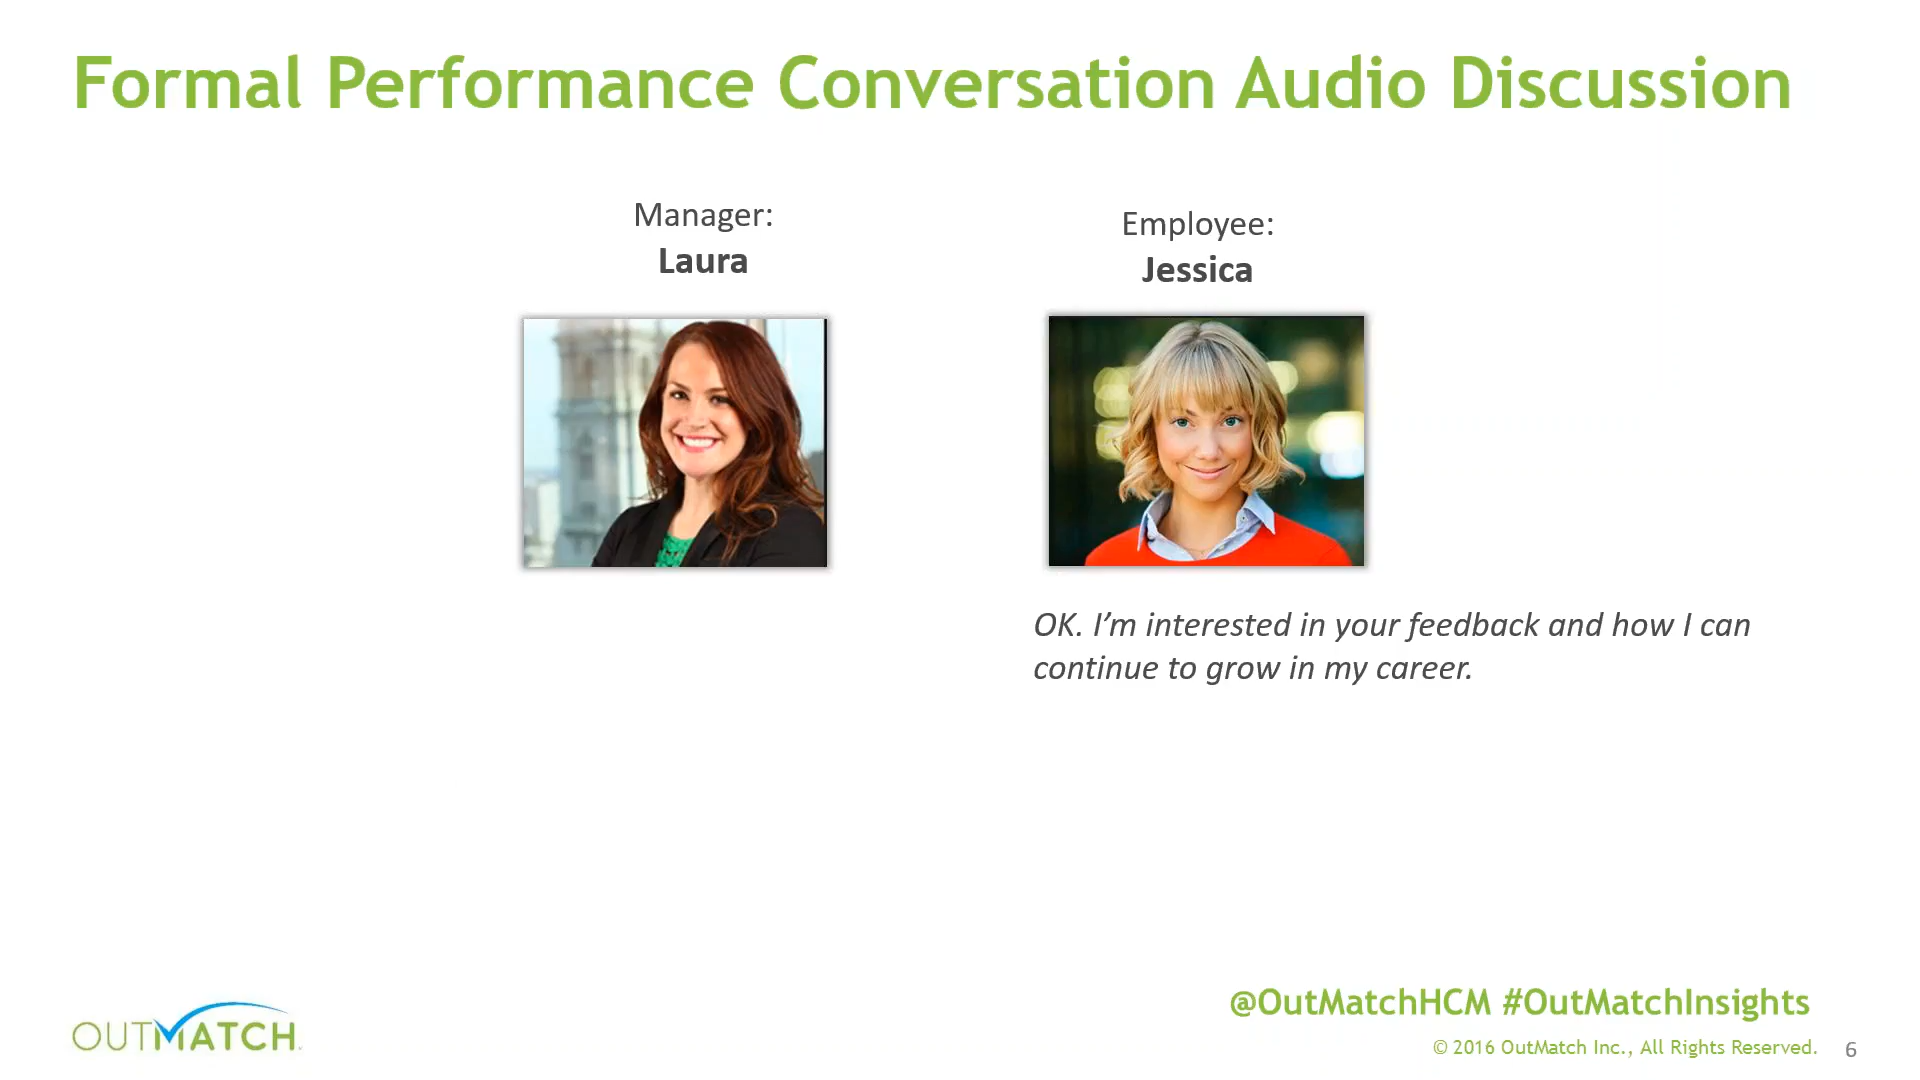 Formal Performance Conversation Audio Discussion
Manager:
Laura
Employee:
Jessica
OK. I’m interested in your feedback and how I can
continue to grow in my career.
OUTMATCH
@OutMatchHCM #OutMatchInsights
© 2016 OutMatch Inc., All Rights Reserved.
6